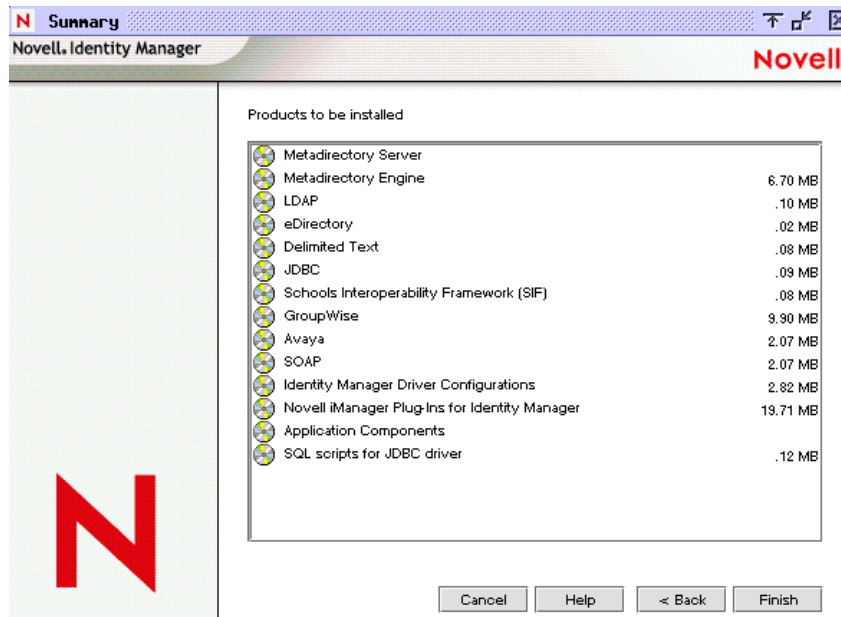 N Summary
Novell. Identity Manager
Novell
Products to be installed
Metadirectory Server
Metadirectory Engine 6.70 MB
LDAP .10 MB
eDirectory .02 MB
Delimited Text .08 MB
JDBC .09 MB
Schools Interoperability Framework (SIF) .08 MB
GroupWise 9.90 MB
Avaya 2.07 MB
SOAP 2.07 MB
Identity Manager Driver Configurations 2.82 MB
Novell iManager Plug-Ins for Identity Manager 19.71 MB
Application Components
SQL scripts for JDBC driver .12 MB
N
Cancel Help < Back Finish